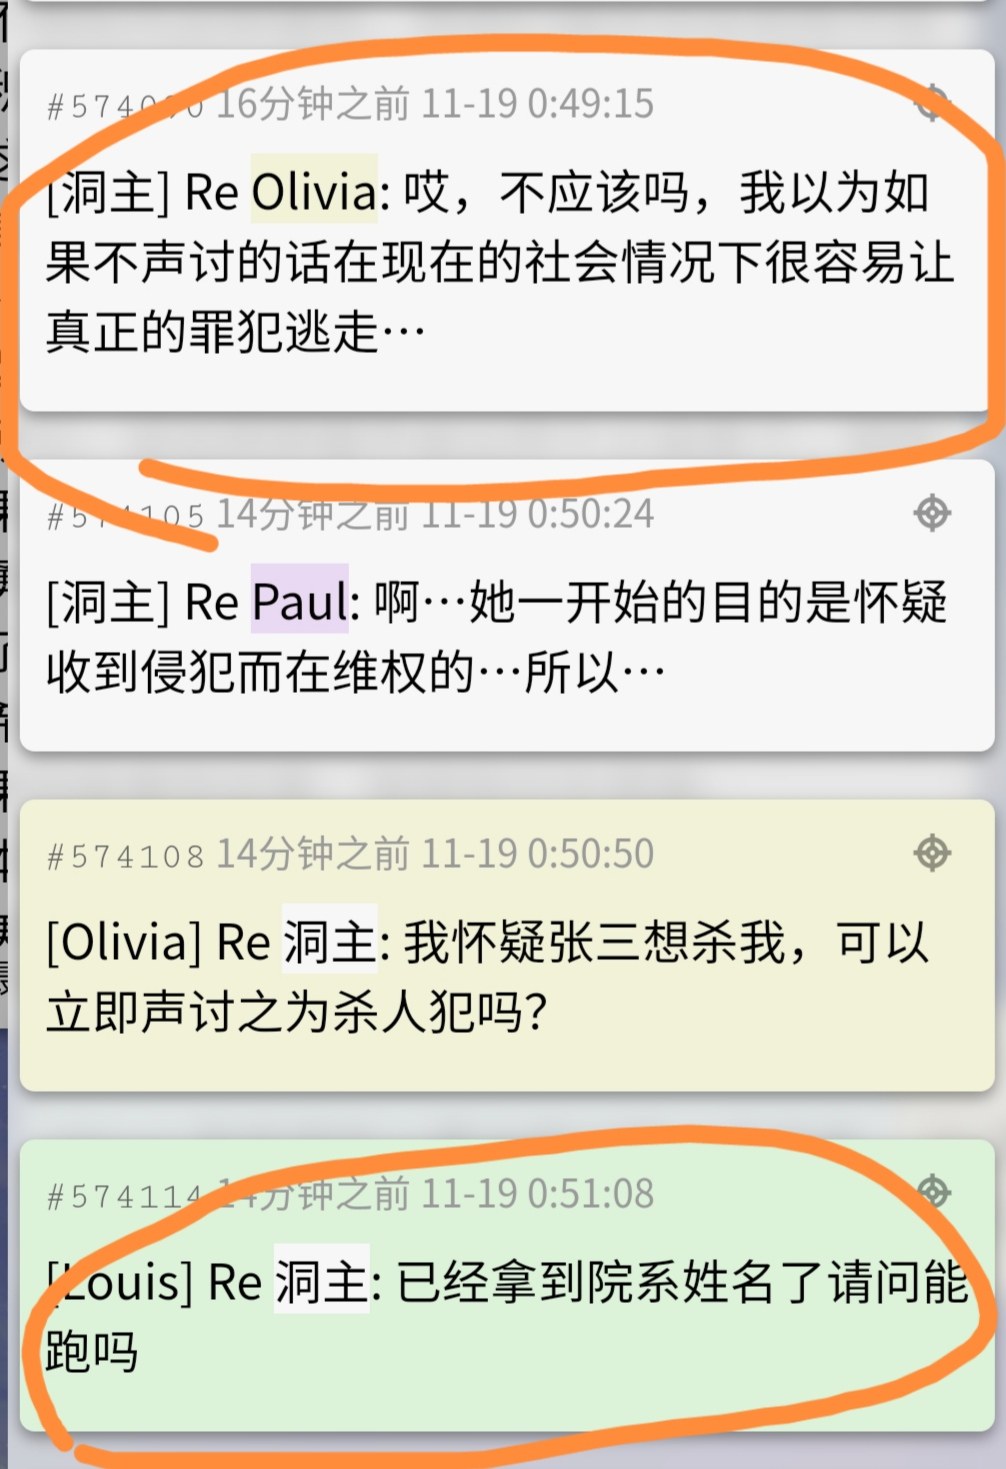 16分钟之前 11-19 0:49:15
[洞主] Re Olivia: 哎，不应该吗，我以为如
果不声讨的话在现在的社会情况下很容易让
真正的罪犯逃走…
#574105 14分钟之前 11-19 0:50:24
[洞主] Re Paul: 啊…她一开始的目的是怀疑
收到侵犯而在维权的…所以…
#574108 14分钟之前 11-19 0:50:50
[Olivia] Re 洞主: 我怀疑张三想杀我，可以
立即声讨之为杀人犯吗？
#574114 14分钟之前 11-19 0:51:08
[Louis] Re 洞主: 已经拿到院系姓名了请问能
跑吗